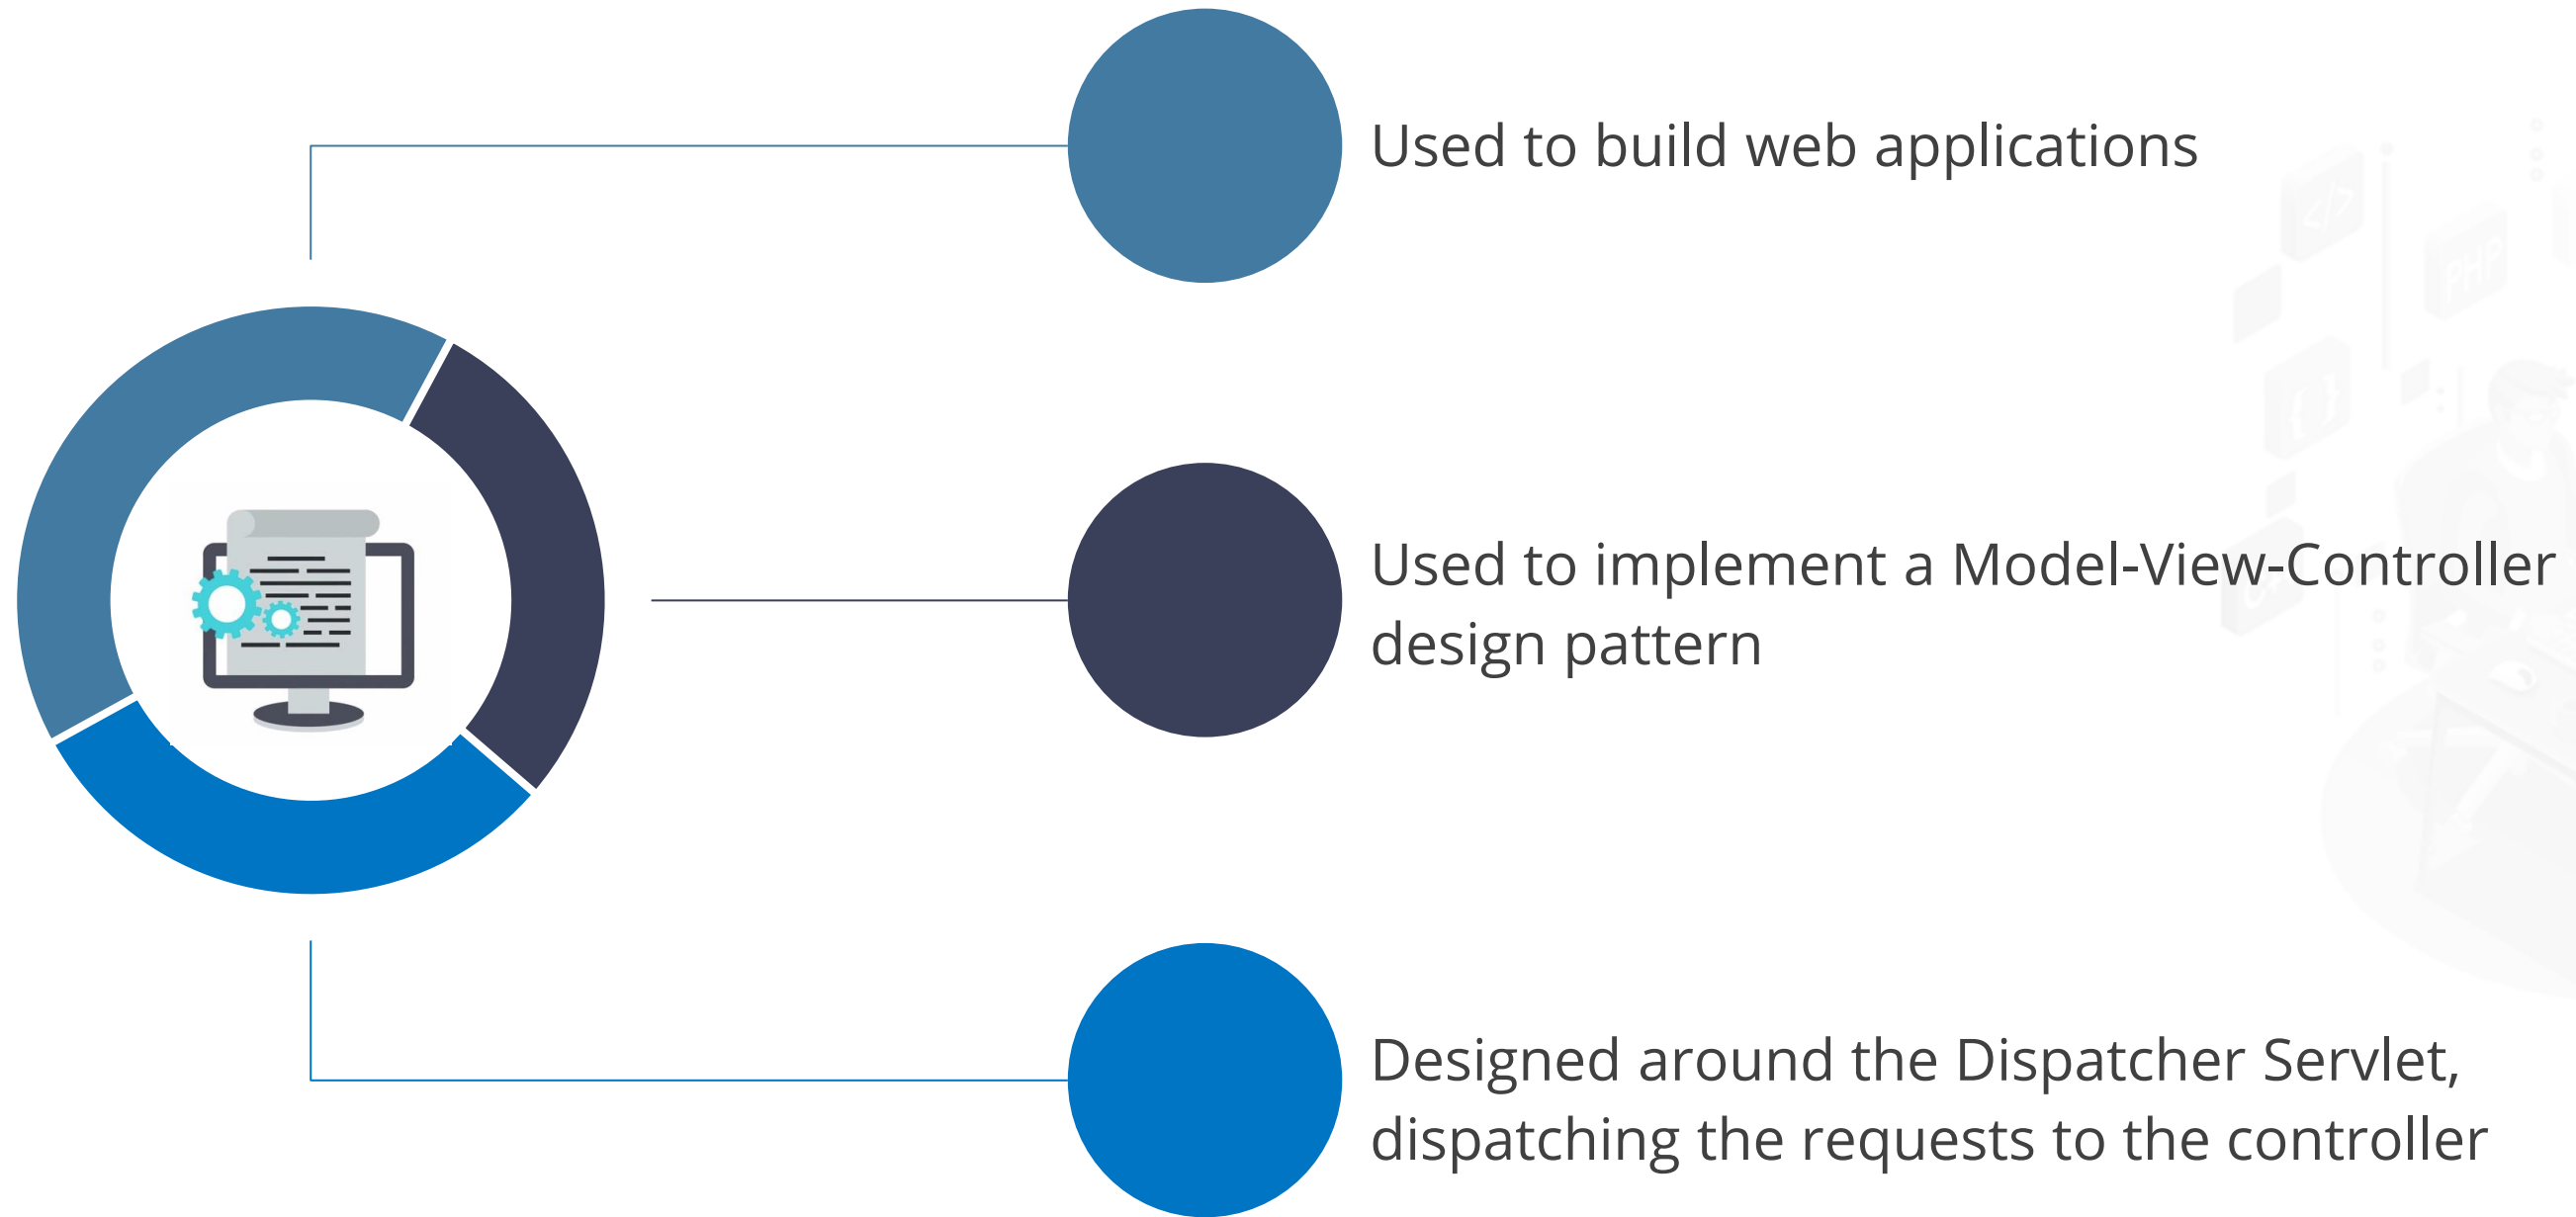 Used to build web applications
</>
PHP
{ }
Used to implement a Model-View-Controller
design pattern
Designed around the Dispatcher Servlet,
dispatching the requests to the controller